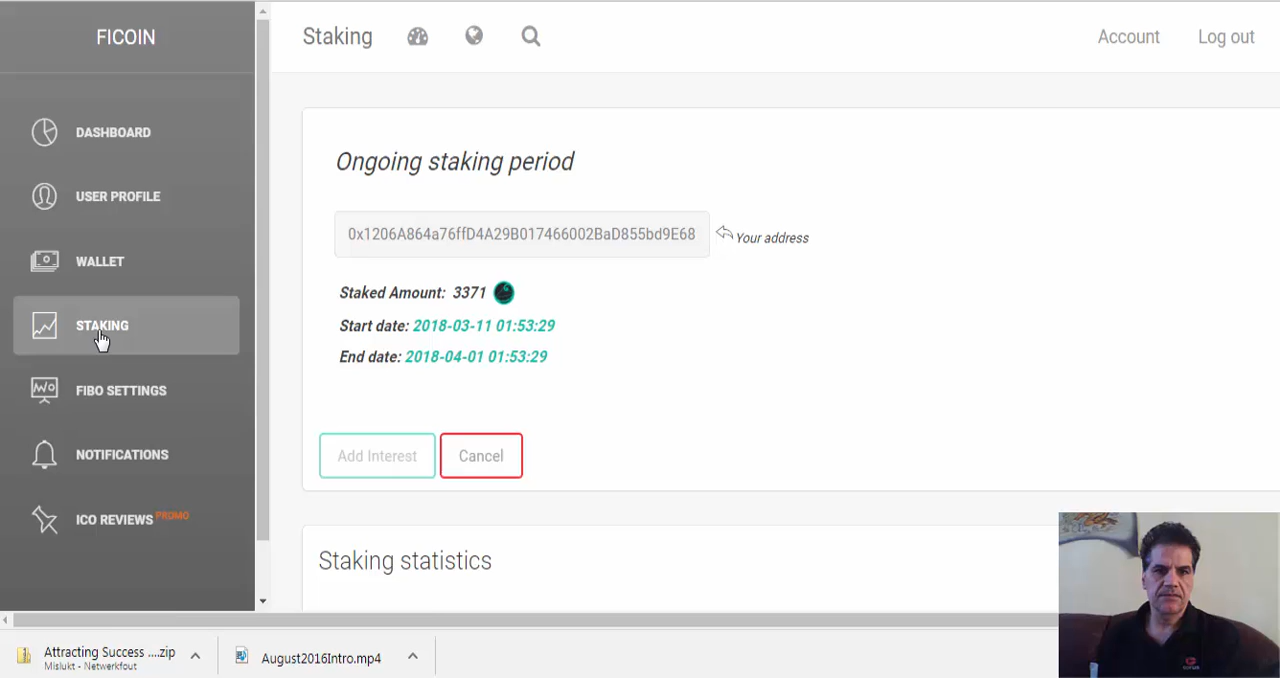 FICOIN
DASHBOARD
USER PROFILE
WALLET
STAKING
FIBO SETTINGS
NOTIFICATIONS
ICO REVIEWS PROMO
Staking
Account
Log out
Ongoing staking period
0x1206A864a76ffD4A29B017466002BaD855bd9E68
Your address
Staked Amount: 3371
Start date: 2018-03-11 01:53:29
End date: 2018-04-01 01:53:29
Add Interest
Cancel
Staking statistics
Attracting Success ....zip
Mislukt - Netwerkfout
August2016Intro.mp4